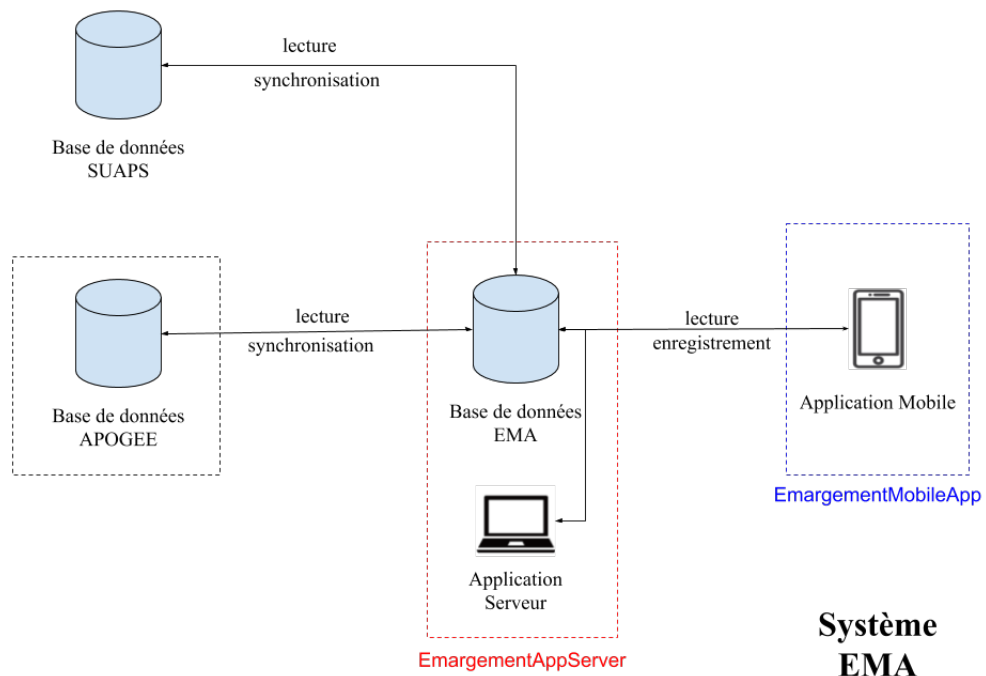 lecture
synchronisation
Base de données
SUAPS
lecture
synchronisation
Base de données
APOGEE
Base de données
EMA
lecture
enregistrement
Application Mobile
EmargementMobileApp
Application
Serveur
EmargementAppServer
Système
EMA